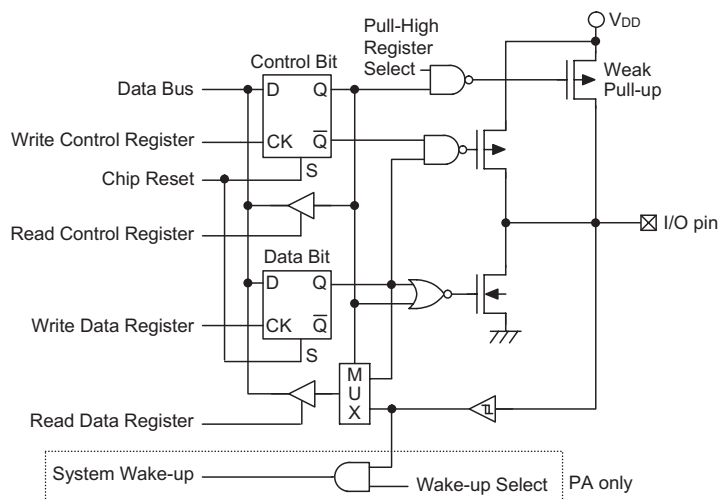 V_DD
Pull-High
Register
Select
Control Bit
Weak
Pull-up
Data Bus
D
Q
Write Control Register
CK
Q̅
Chip Reset
S
I/O pin
Read Control Register
Data Bit
D
Q
Write Data Register
CK
Q̅
S
M
U
X
Read Data Register
System Wake-up
Wake-up Select
PA only